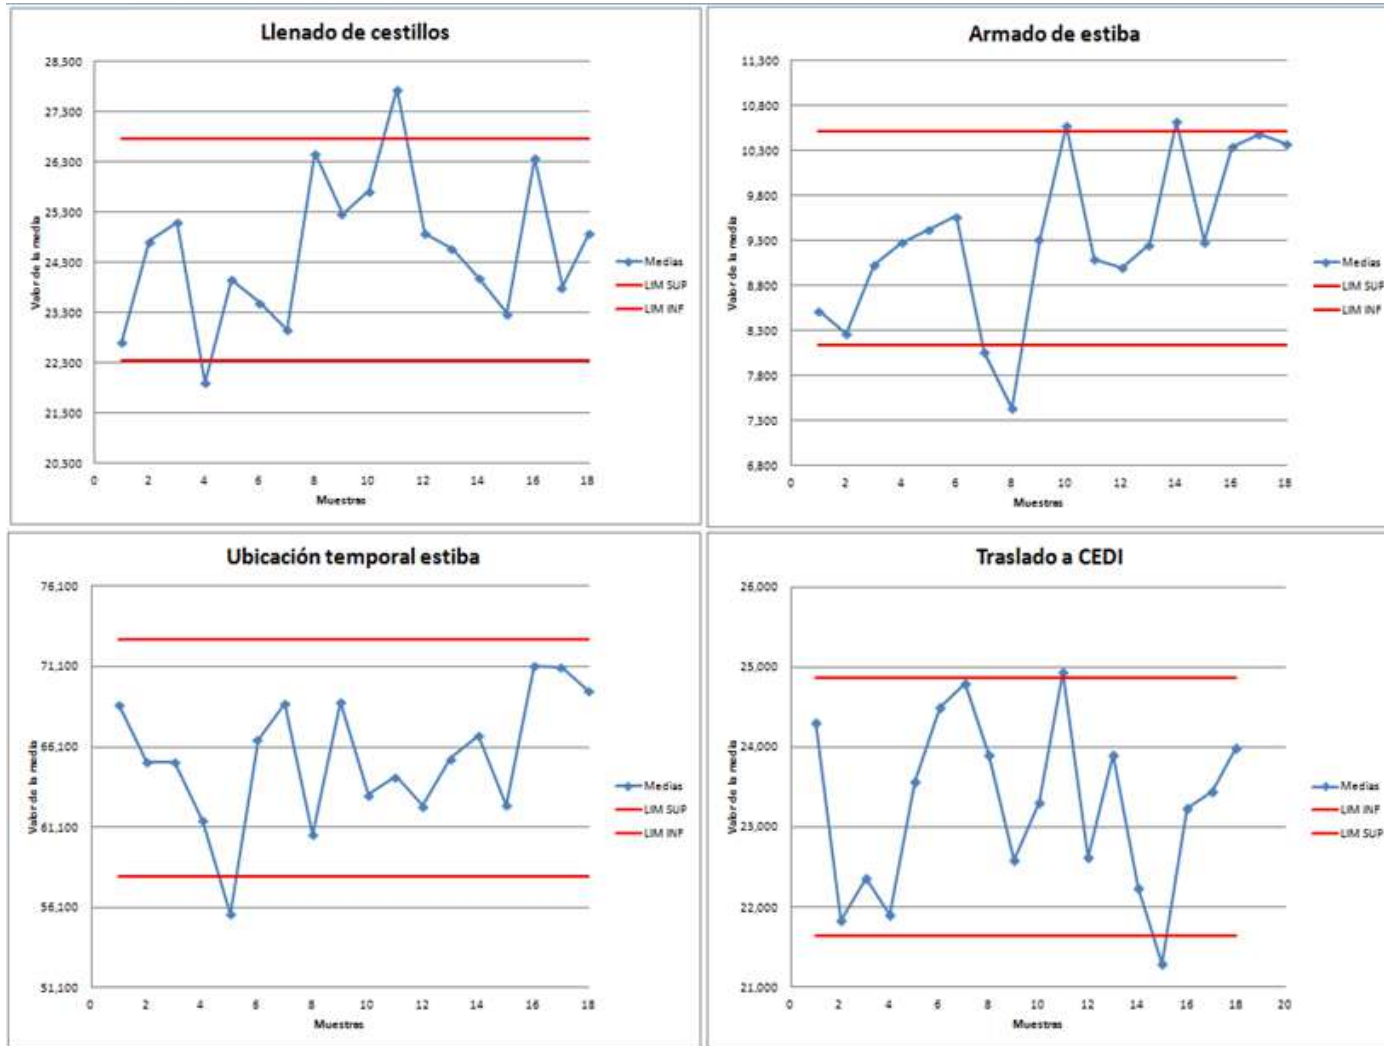 Llenado de cestillos
28,300
27,300
26,300
25,300
24,300
23,300
22,300
21,300
20,300
Valor de la media
0 2 4 6 8 10 12 14 16 18
Muestras
Medias
LIM SUP
LIM INF
Armado de estiba
11,300
10,800
10,300
9,800
9,300
8,800
8,300
7,800
7,300
6,800
Valor de la media
0 2 4 6 8 10 12 14 16 18
Muestras
Medias
LIM SUP
LIM INF
Ubicación temporal estiba
76,100
71,100
66,100
61,100
56,100
51,100
Valor de la media
0 2 4 6 8 10 12 14 16 18
Muestras
Medias
LIM SUP
LIM INF
Traslado a CEDI
26,000
25,000
24,000
23,000
22,000
21,000
Valor de la media
0 2 4 6 8 10 12 14 16 18 20
Muestras
Medias
LIM INF
LIM SUP